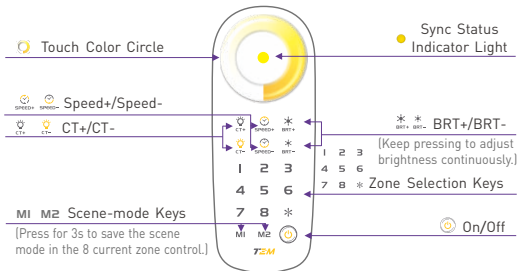 Sync Status
Indicator Light
Touch Color Circle
SPEED+ SPEED- Speed+/Speed-
CT+ CT- CT+/CT-
CT+ SPEED+ BRT+
CT- SPEED- BRT-
BRT+ BRT- BRT+/BRT-
(Keep pressing to adjust
brightness continuously.)
1 2 3
4 5 6
7 8 * Zone Selection Keys
1 2 3
4 5 6
7 8 *
M1 M2
M1 M2 Scene-mode Keys
(Press for 3s to save the scene
mode in the 8 current zone control.)
On/Off
TEM